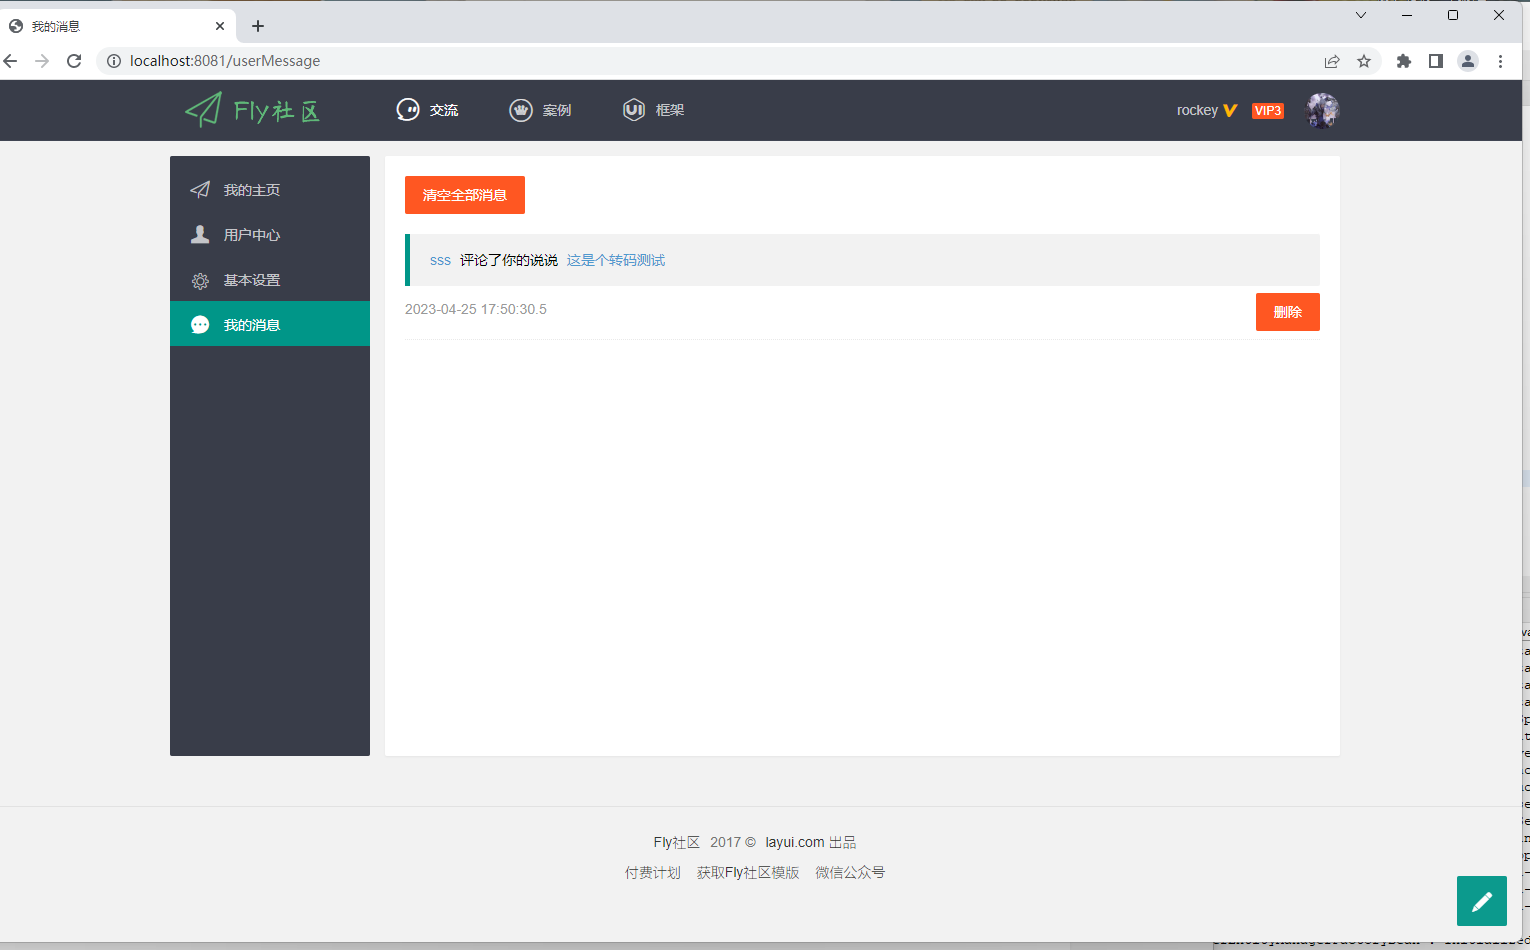 我的消息
localhost:8081/userMessage
Fly社区 交流 案例 UI 框架 rockey VIP3
我的主页
用户中心
基本设置
我的消息
清空全部消息
sss 评论了你的说说 这是个转码测试
2023-04-25 17:50:30.5
删除
Fly社区 2017 © layui.com 出品
付费计划 获取Fly社区模版 微信公众号